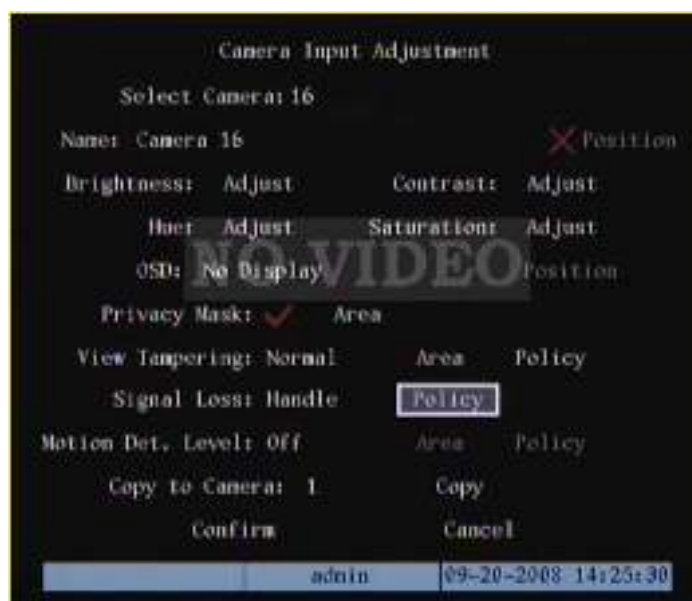 Camera Input Adjustment
Select Camera: 16
Name: Camera 16 Position
Brightness: Adjust Contrast: Adjust
Hue: Adjust Saturation: Adjust
NO VIDEO
OSD: No Display Position
Privacy Mask: Area
View Tampering: Normal Area Policy
Signal Loss: Handle Policy
Motion Det. Level: Off Area Policy
Copy to Camera: 1 Copy
Confirm Cancel
admin 09-20-2008 14:25:30